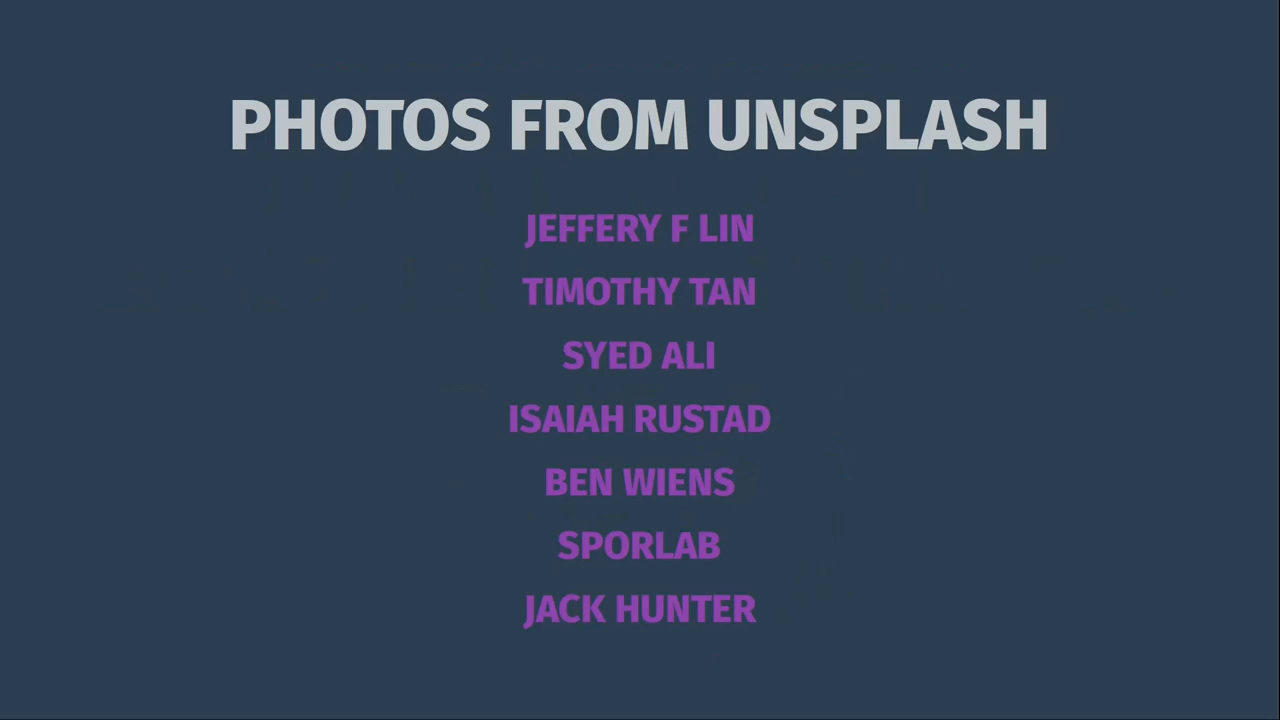 PHOTOS FROM UNSPLASH
JEFFERY F LIN
TIMOTHY TAN
SYED ALI
ISAIAH RUSTAD
BEN WIENS
SPORLAB
JACK HUNTER